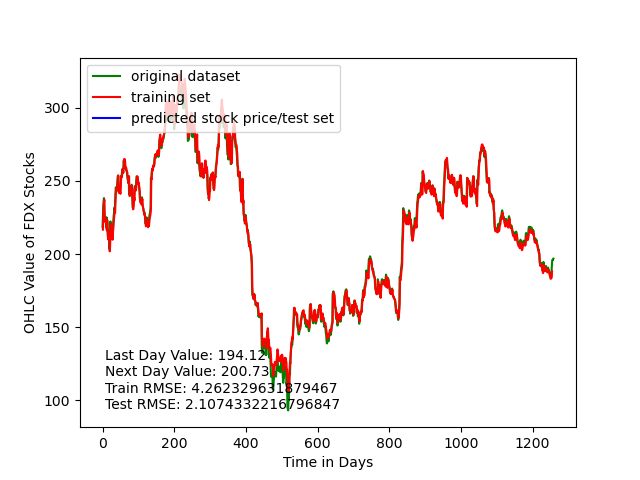 original dataset
training set
predicted stock price/test set
OHLC Value of FDX Stocks
300
250
200
150
100
Last Day Value: 194.12
Next Day Value: 200.73
Train RMSE: 4.262329631879467
Test RMSE: 2.1074332216796847
0 200 400 600 800 1000 1200
Time in Days